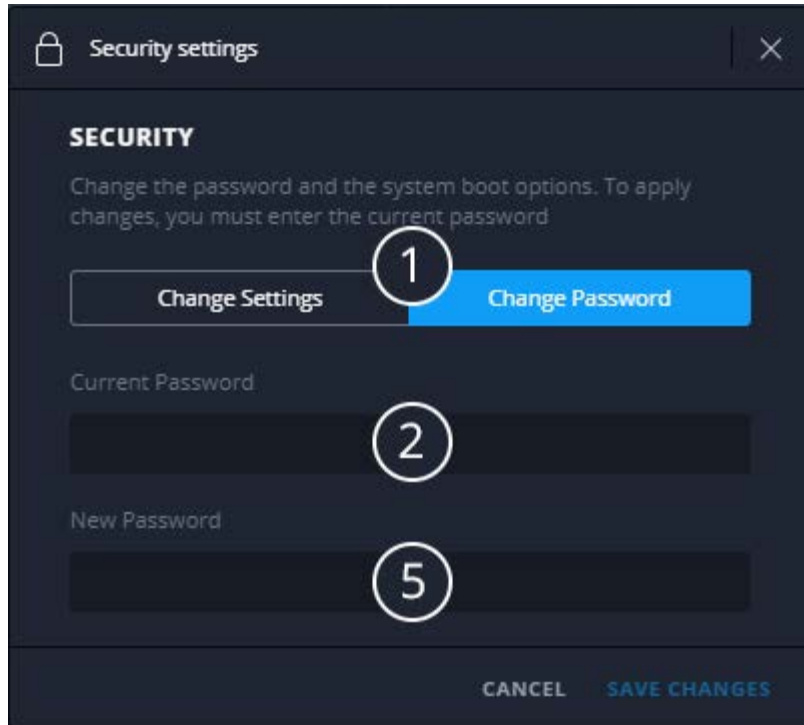 Security settings
SECURITY
Change the password and the system boot options. To apply
changes, you must enter the current password
1
Change Settings Change Password
Current Password
2
New Password
5
CANCEL SAVE CHANGES